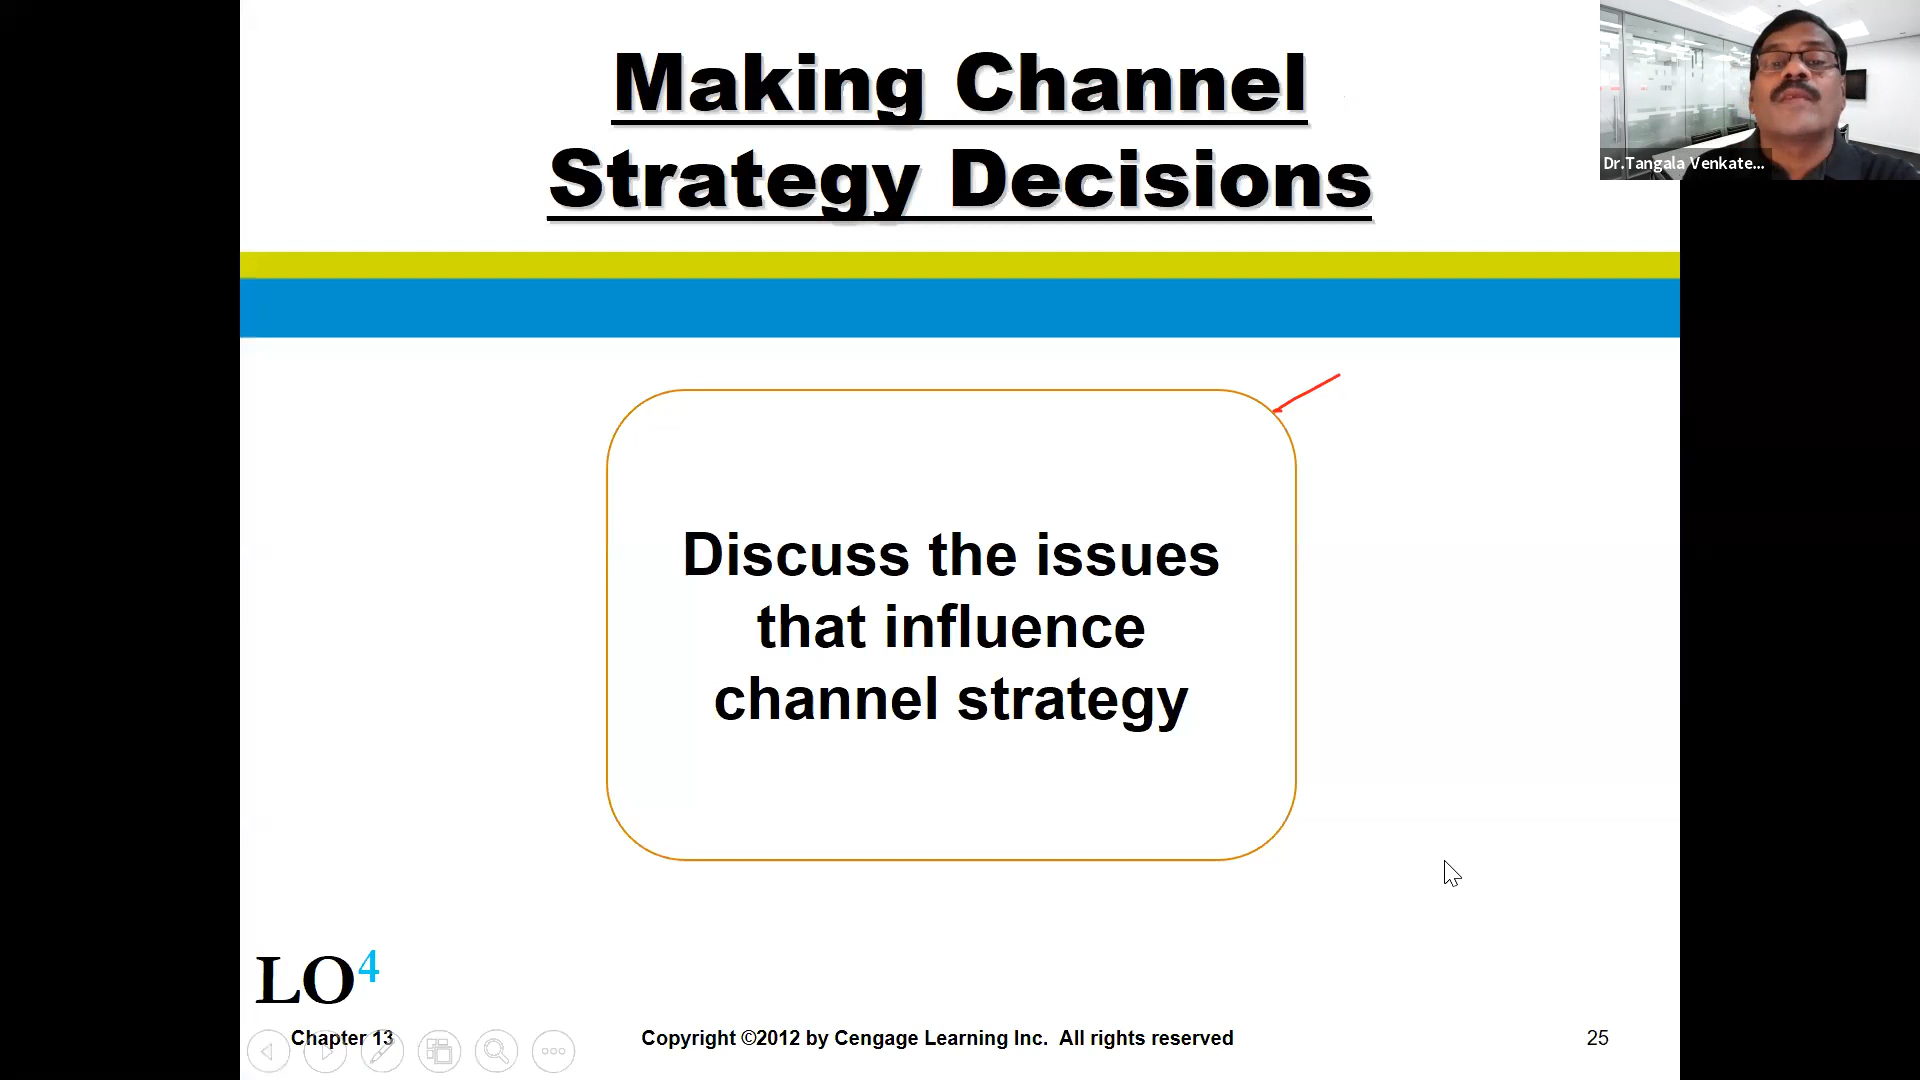 Making Channel
Strategy Decisions
Dr.Tangala Venkate...
Discuss the issues
that influence
channel strategy
LO4
Chapter 13
Copyright ©2012 by Cengage Learning Inc. All rights reserved
25